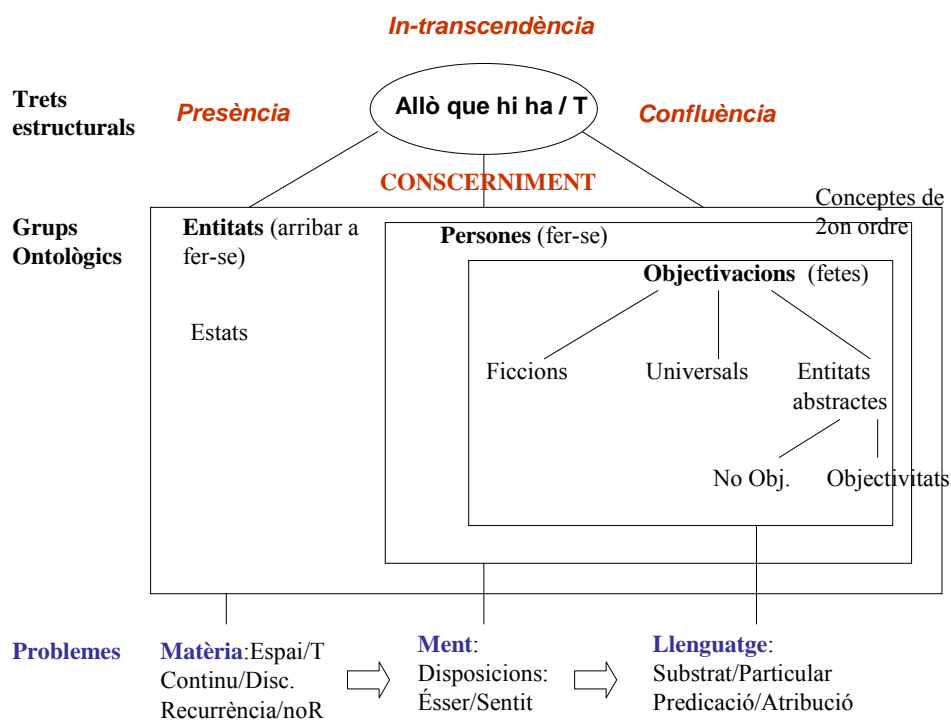 In-transcendència
Trets
estructurals
Presència
Allò que hi ha / T
Confluència
CONSCERNIMENT
Conceptes de
2on ordre
Grups
Ontològics
Entitats (arribar a
fer-se)
Persones (fer-se)
Objectivacions (fetes)
Estats
Ficcions
Universals
Entitats
abstractes
No Obj.
Objectivitats
Problemes
Matèria:Espai/T
Continu/Disc.
Recurrència/noR
Ment:
Disposicions:
Ésser/Sentit
Llenguatge:
Substrat/Particular
Predicació/Atribució